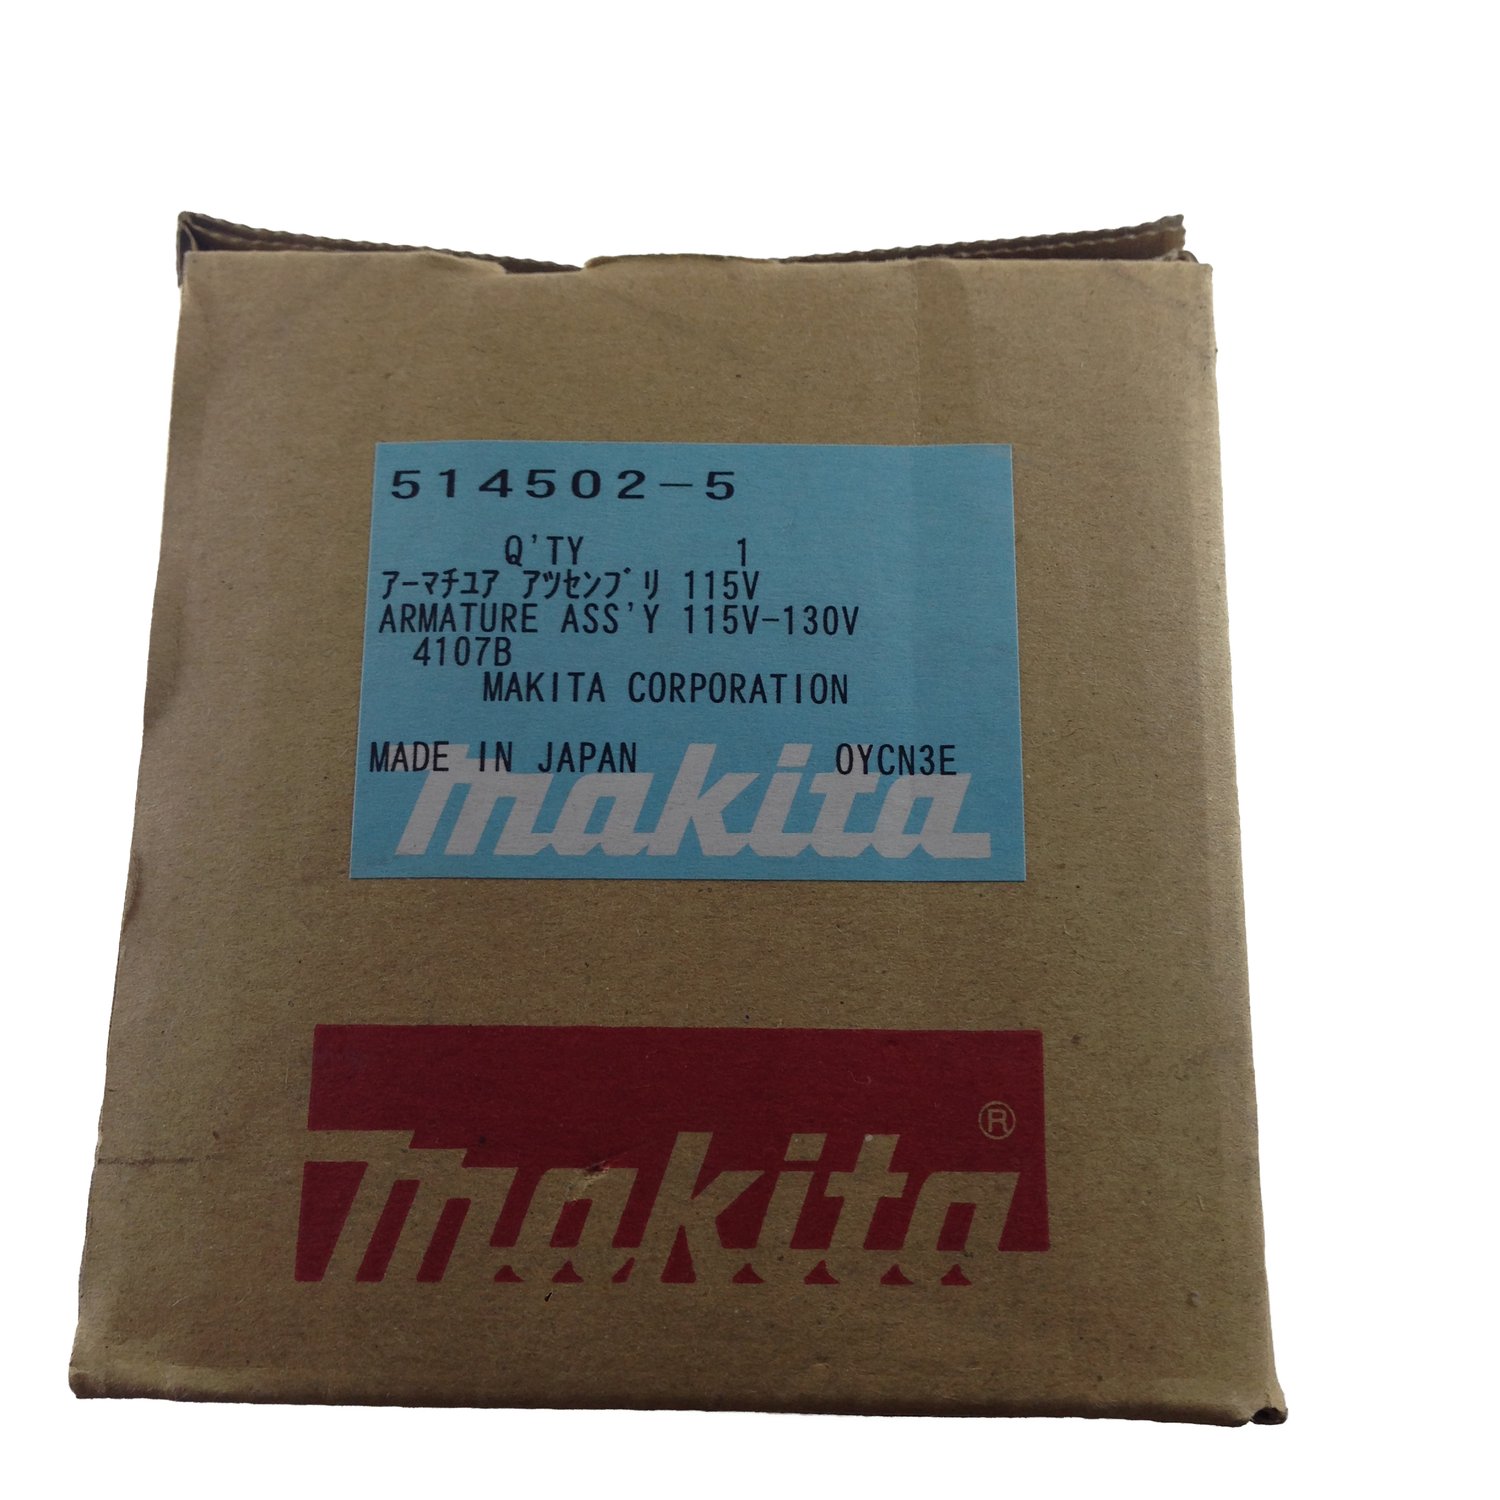 514502-5
Q'TY 1
アーマチユア アツセンブリ 115V
ARMATURE ASS'Y 115V-130V
4107B
MAKITA CORPORATION
MADE IN JAPAN 0YCN3E
makita
makita®